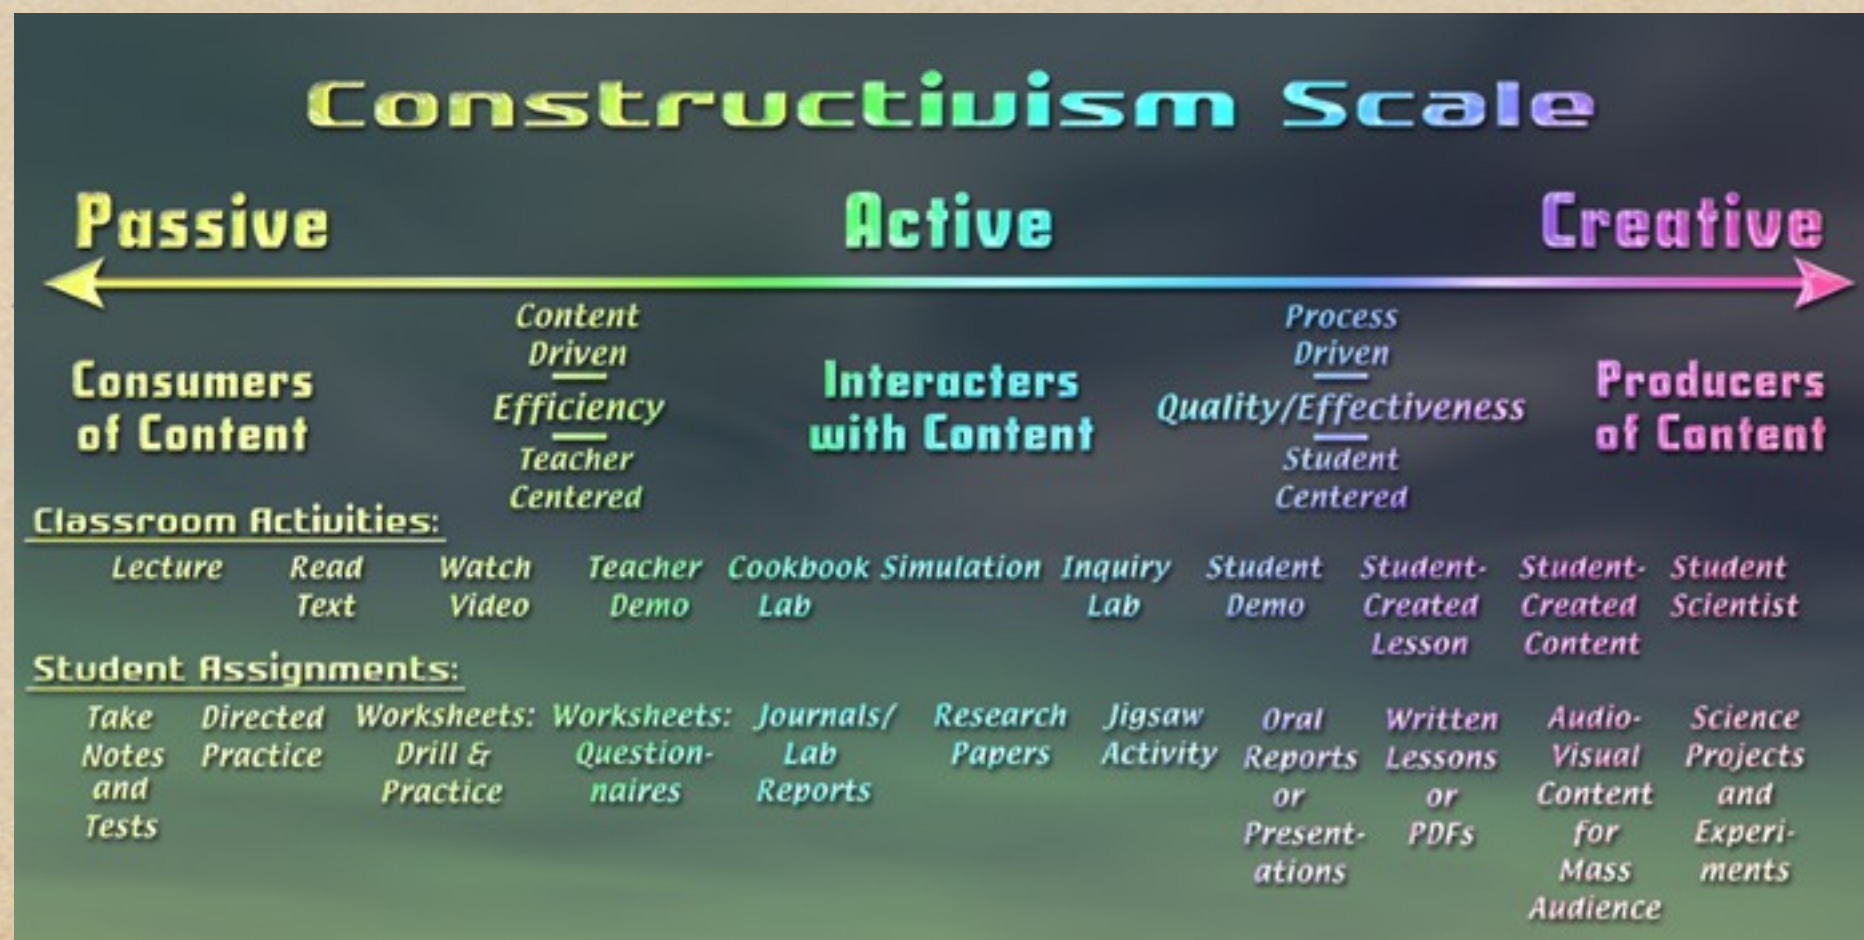 Constructivism Scale
Passive
Active
Creative
Consumers
of Content
Content
Driven
Efficiency
Teacher
Centered
Interacters
with Content
Process
Driven
Quality/Effectiveness
Student
Centered
Producers
of Content
Classroom Activities:
Lecture
Read
Text
Watch
Video
Teacher
Demo
Cookbook
Lab
Simulation
Inquiry
Lab
Student
Demo
Student-
Created
Lesson
Student-
Created
Content
Student
Scientist
Student Assignments:
Take
Notes
and
Tests
Directed
Practice
Worksheets:
Drill &
Practice
Worksheets:
Question-
naires
Journals/
Lab
Reports
Research
Papers
Jigsaw
Activity
Oral
Reports
or
Present-
ations
Written
Lessons
or
PDFs
Audio-
Visual
Content
for
Mass
Audience
Science
Projects
and
Experi-
ments